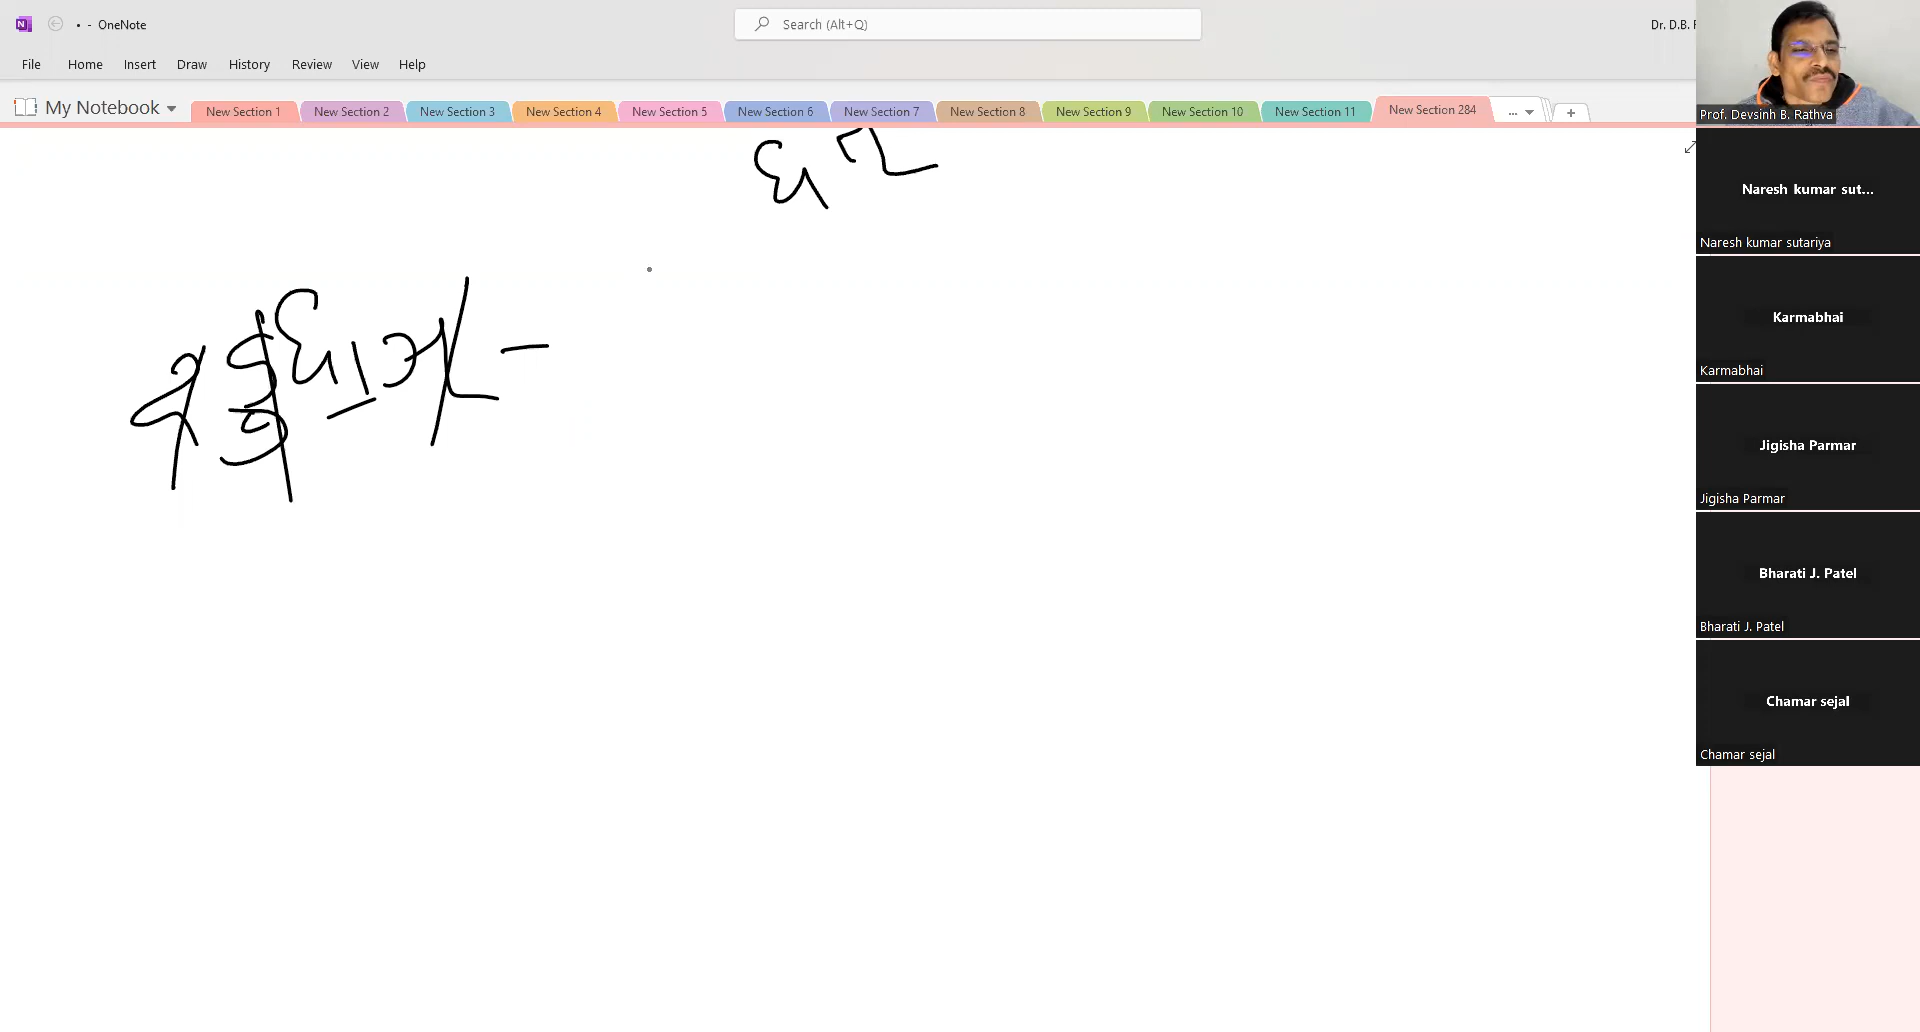 • - OneNote
Search (Alt+Q)
Dr. D.B.
File Home Insert Draw History Review View Help
My Notebook New Section 1 New Section 2 New Section 3 New Section 4 New Section 5 New Section 6 New Section 7 New Section 8 New Section 9 New Section 10 New Section 11 New Section 284 ... +
Prof. Devsinh B. Rathva
Naresh kumar sut...
Naresh kumar sutariya
Karmabhai
Karmabhai
Jigisha Parmar
Jigisha Parmar
Bharati J. Patel
Bharati J. Patel
Chamar sejal
Chamar sejal